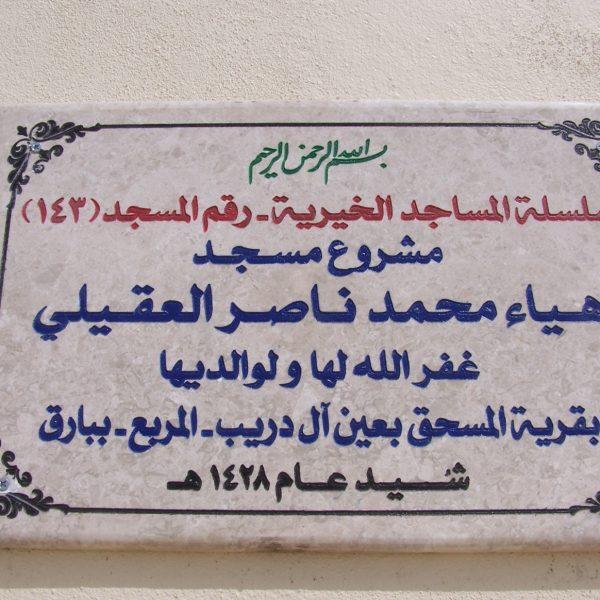 بسم الله الرحمن الرحيم
سلسلة المساجد الخيرية - رقم المسجد (١٤٣)
مشروع مسجد
هياء محمد ناصر العقيلي
غفر الله لها ولوالديها
بقرية المسحق بعين آل دريب - المربع - ببارق
شيد عام ١٤٢٨ هـ